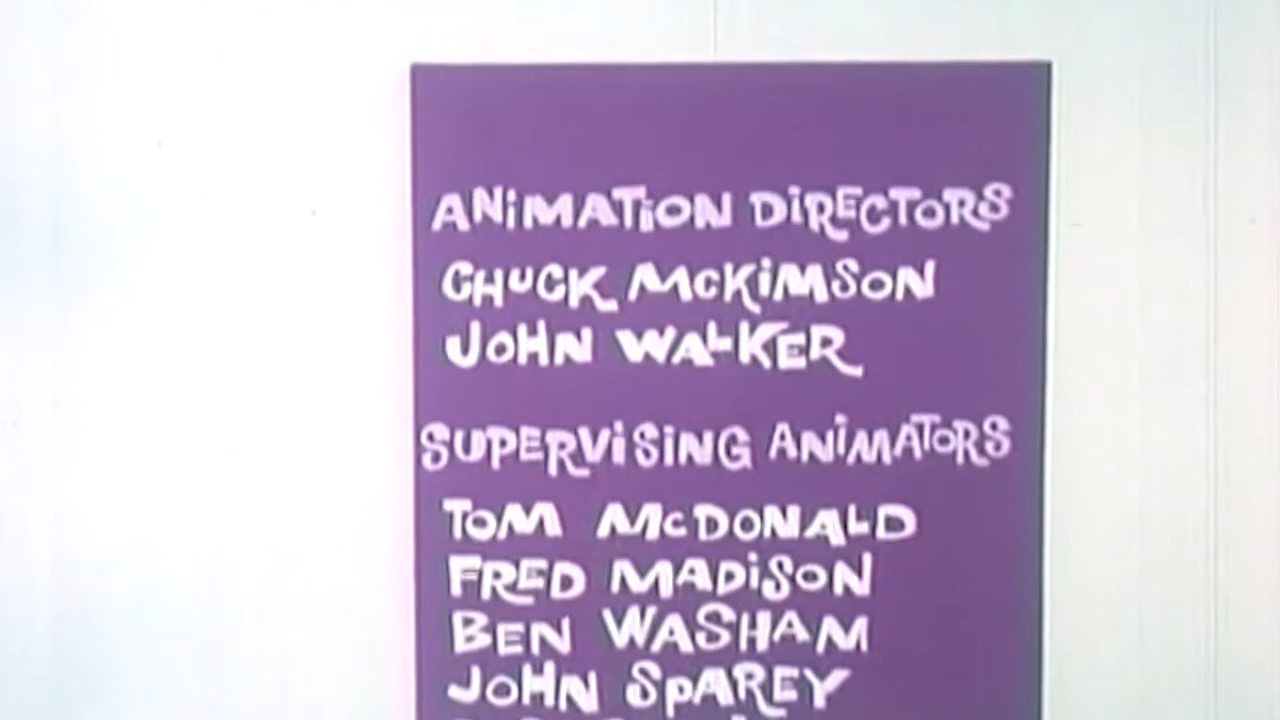 ANiMATiON DiRECTORS
CHUCK McKiMSON
JOHN WALKER
SUPERViSiNG ANiMATORS
TOM McDONALD
FRED MADiSON
BEN WASHAM
JOHN SPAREY